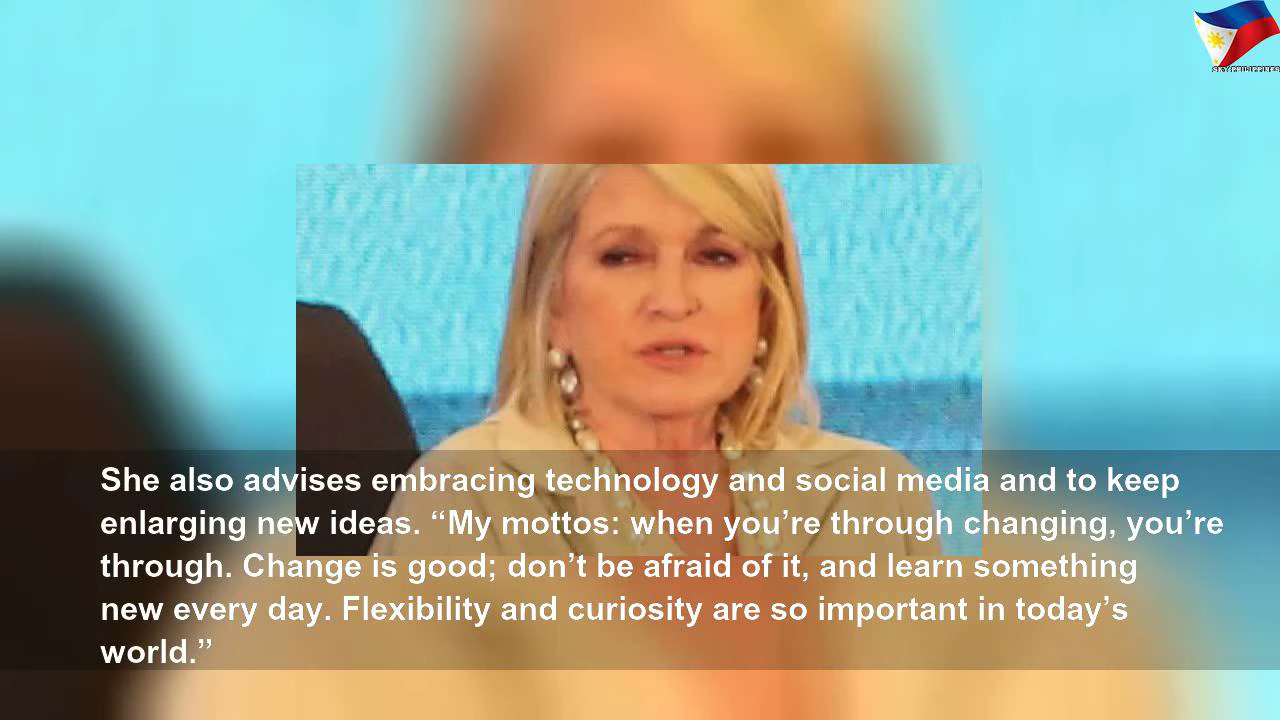 SKY PHILIPPINES
She also advises embracing technology and social media and to keep
enlarging new ideas. “My mottos: when you’re through changing, you’re
through. Change is good; don’t be afraid of it, and learn something
new every day. Flexibility and curiosity are so important in today’s
world.”